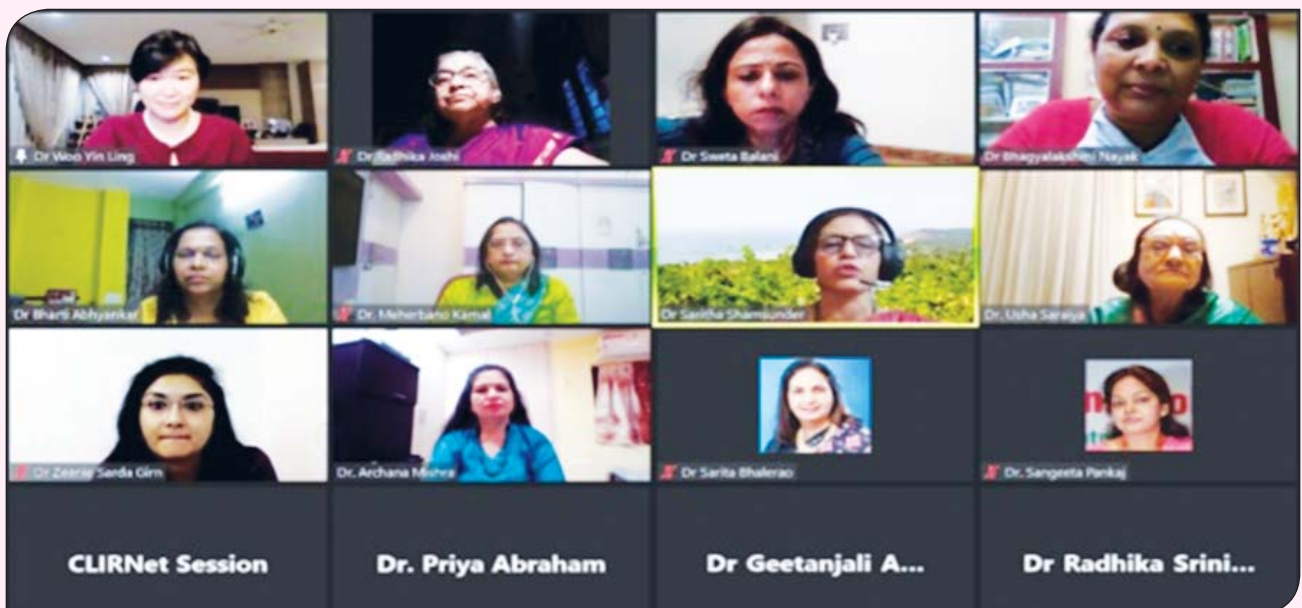 Dr Woo Yin Ling
Dr. Radhika Joshi
Dr Sweta Balani
Dr Bhagyalakshmi Nayak
Dr Bharti Abhyankar
Dr. Meherbano Kamal
Dr Saritha Shamsunder
Dr. Usha Saraiya
Dr Sarda Girn
Dr. Archana Mishra
Dr Sarita Bhalerao
Dr. Sangeeta Pankaj
CLIRNet Session
Dr. Priya Abraham
Dr Geetanjali A...
Dr Radhika Srini...